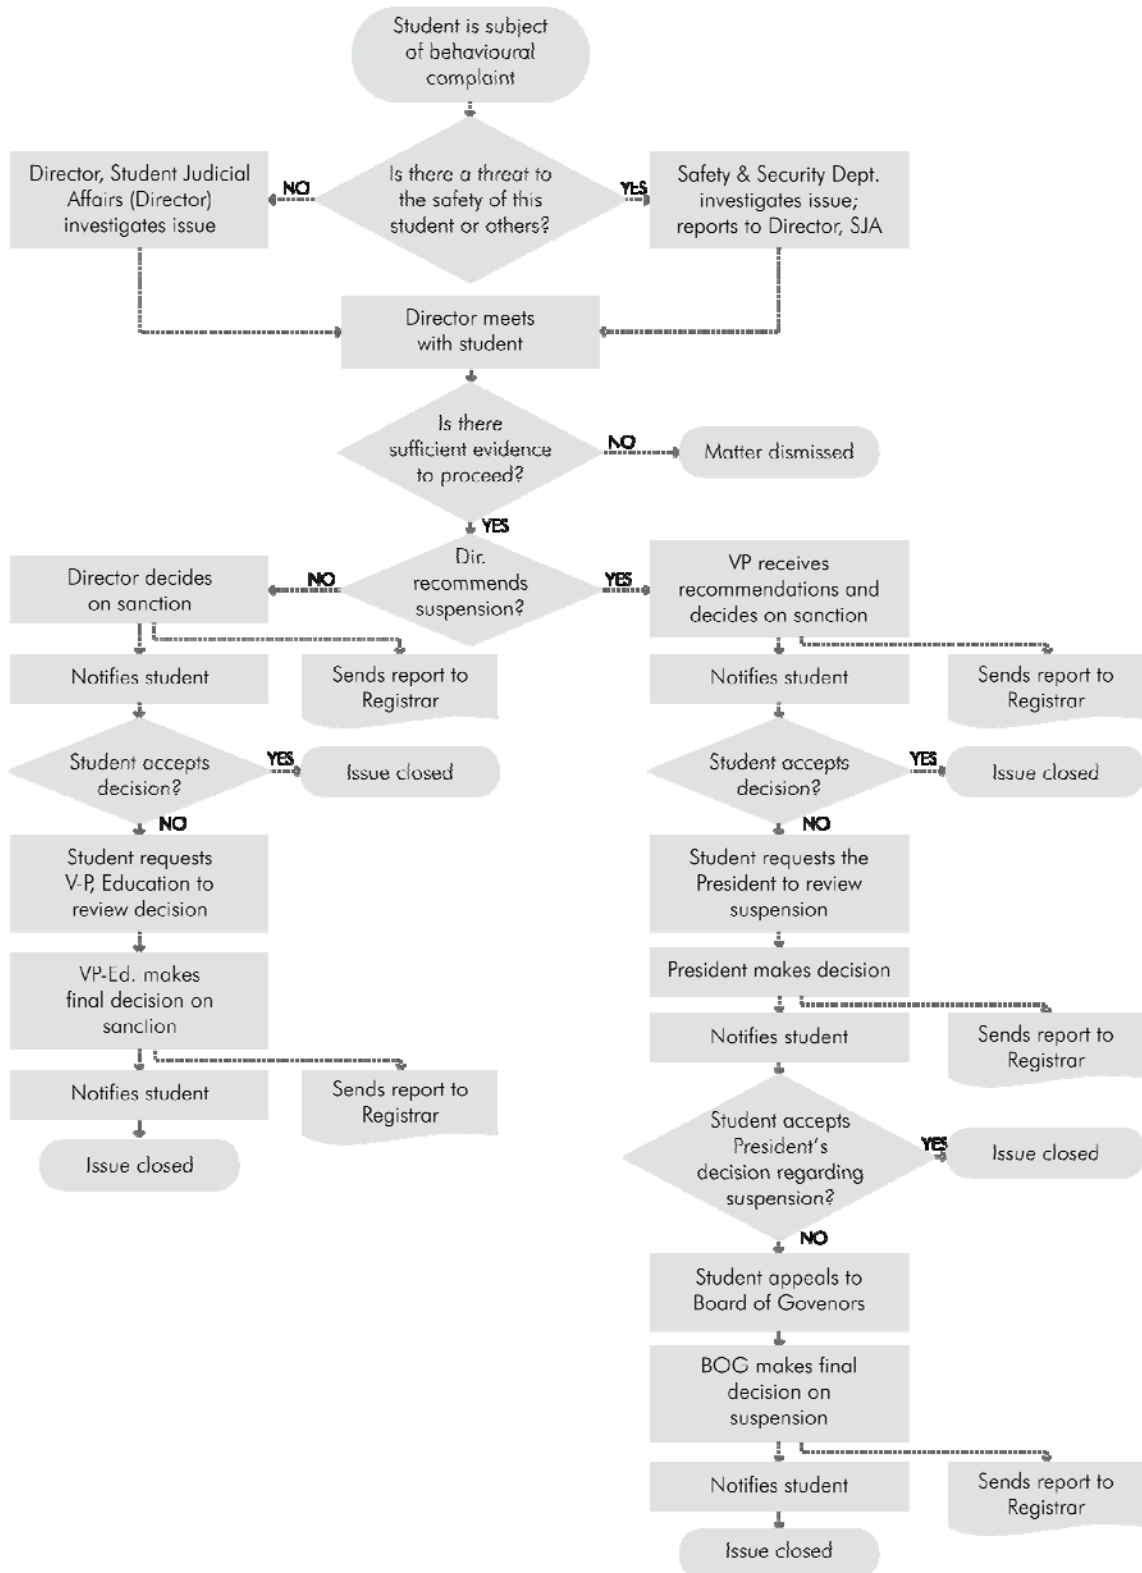 Student is subject
of behavioural
complaint
Is there a threat to
the safety of this
student or others?
NO
YES
Director, Student Judicial
Affairs (Director)
investigates issue
Safety & Security Dept.
investigates issue;
reports to Director, SJA
Director meets
with student
Is there
sufficient evidence
to proceed?
NO
Matter dismissed
YES
Dir.
recommends
suspension?
NO
YES
Director decides
on sanction
Notifies student
Sends report to
Registrar
Student accepts
decision?
YES
Issue closed
NO
Student requests
V-P, Education to
review decision
VP-Ed. makes
final decision on
sanction
Notifies student
Sends report to
Registrar
Issue closed
VP receives
recommendations and
decides on sanction
Notifies student
Sends report to
Registrar
Student accepts
decision?
YES
Issue closed
NO
Student requests the
President to review
suspension
President makes decision
Notifies student
Sends report to
Registrar
Student accepts
President's
decision regarding
suspension?
YES
Issue closed
NO
Student appeals to
Board of Govenors
BOG makes final
decision on
suspension
Notifies student
Sends report to
Registrar
Issue closed